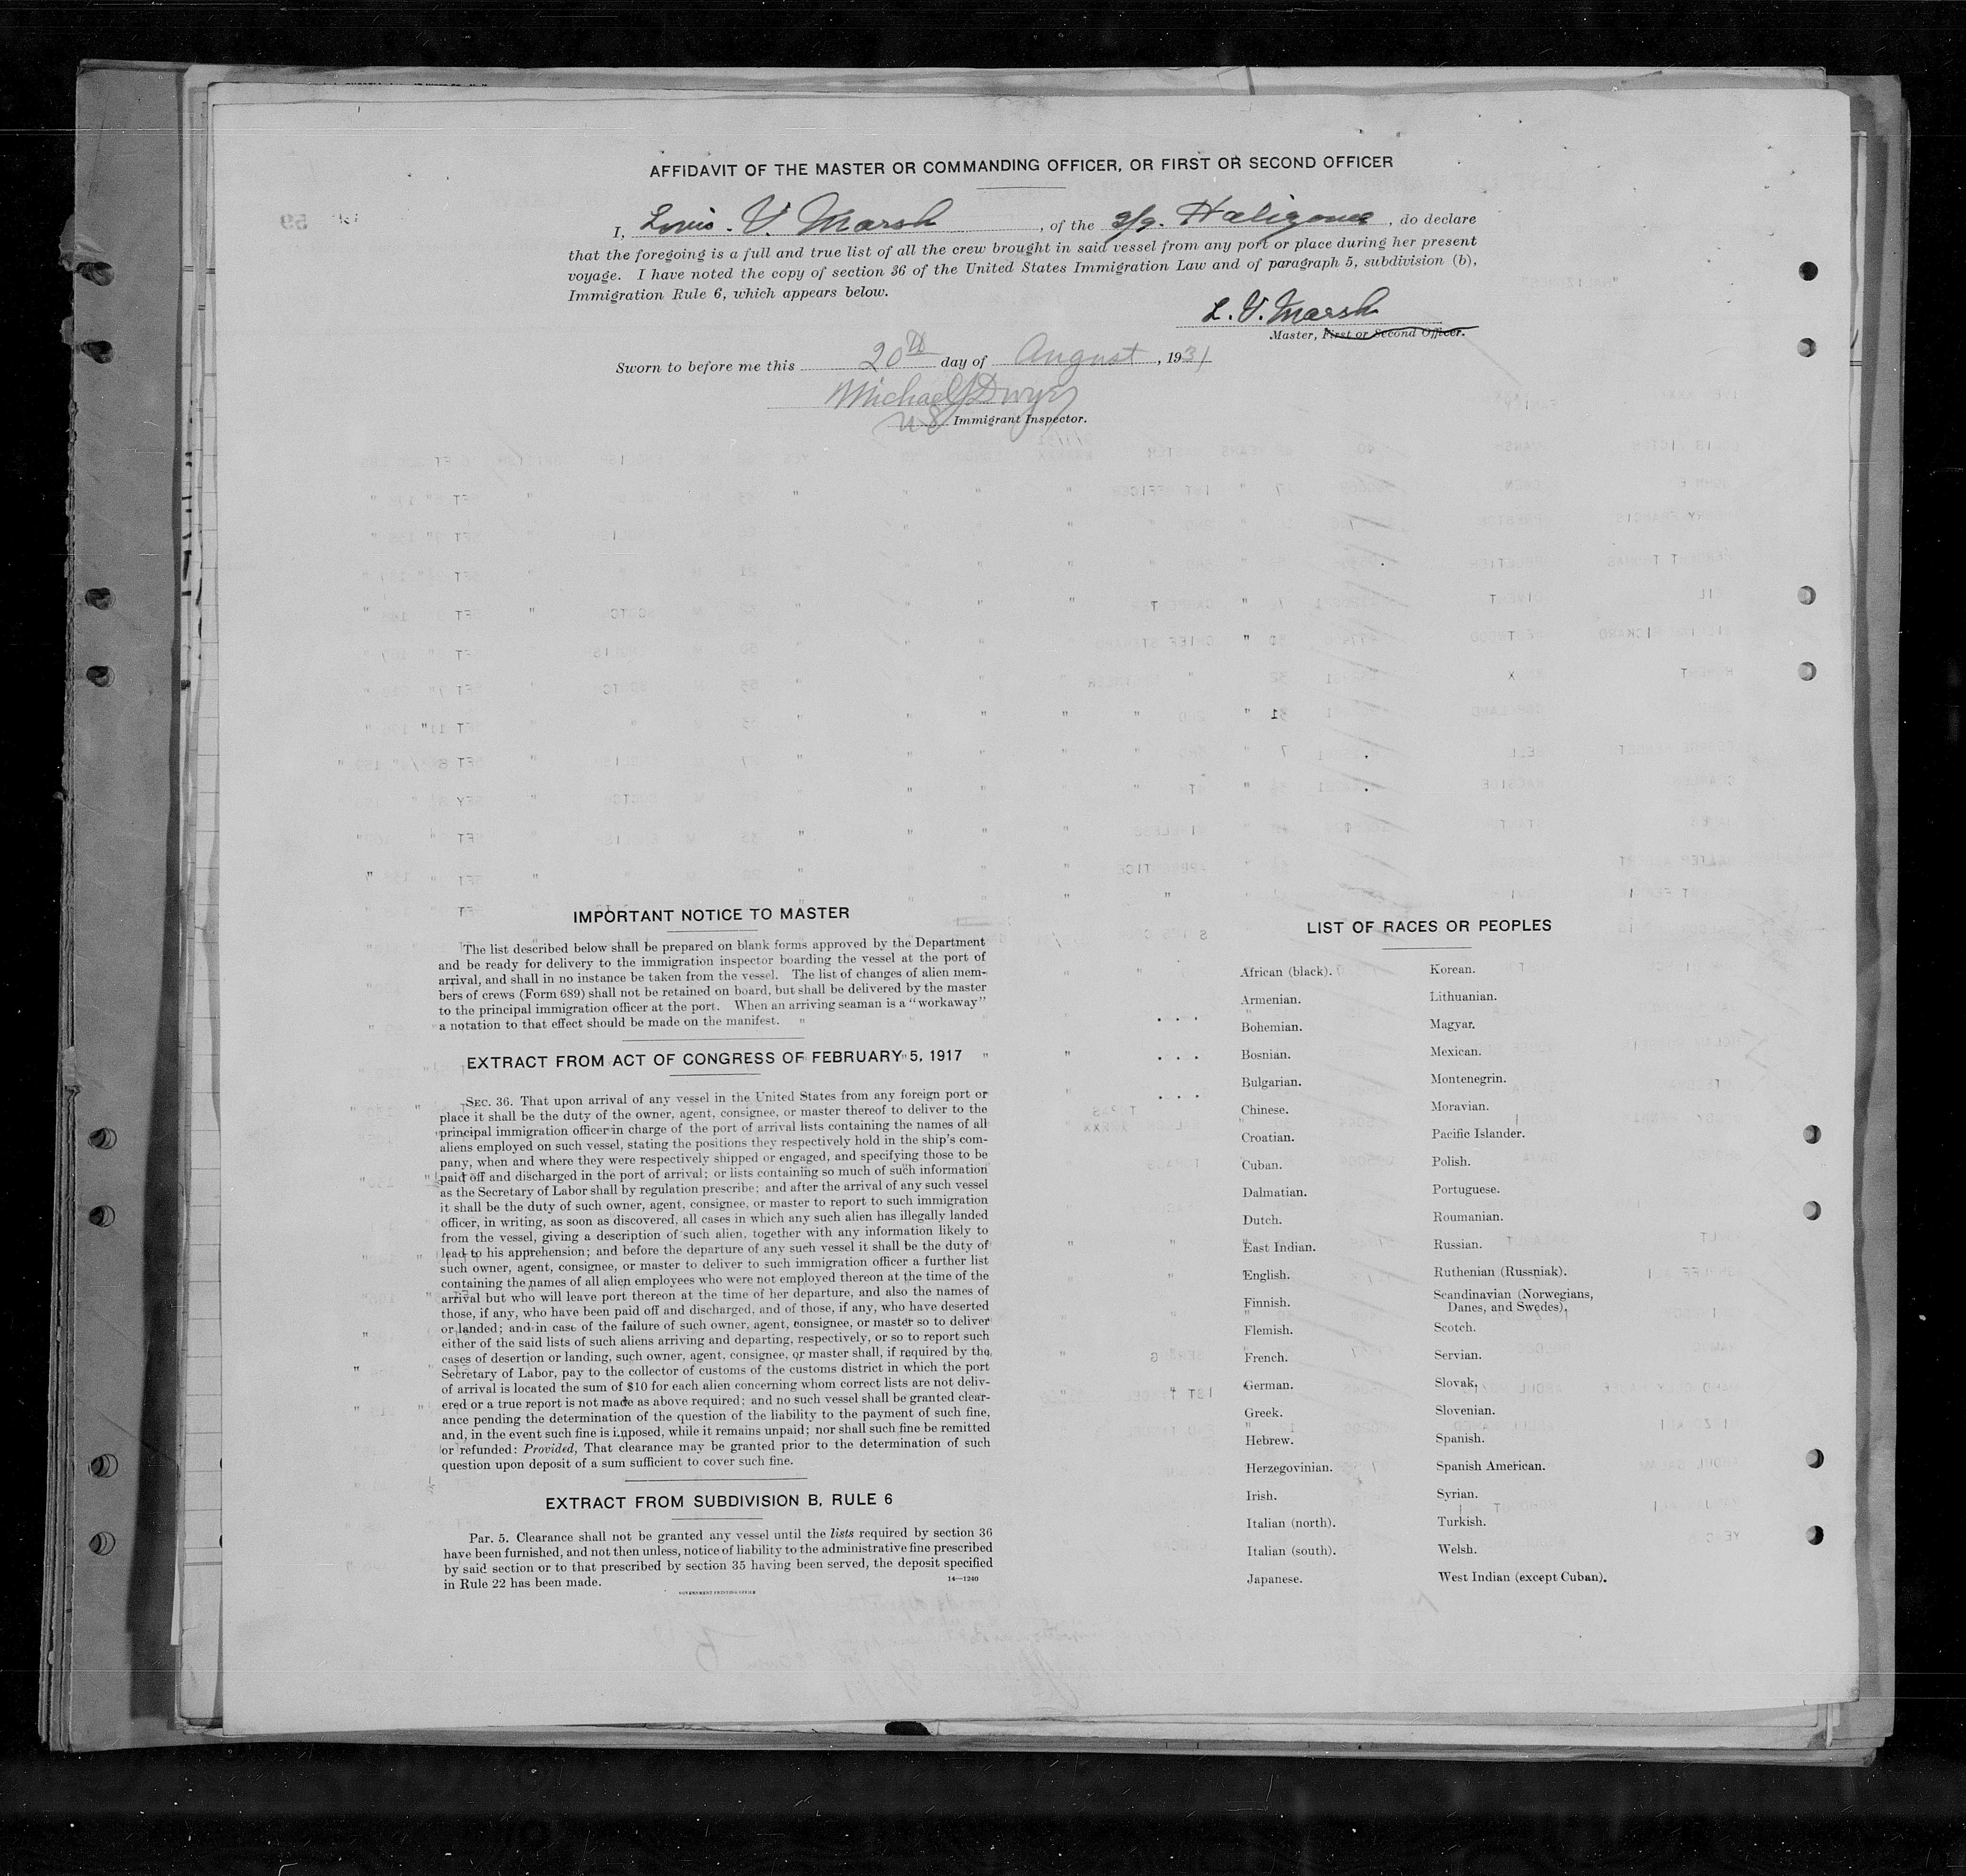 AFFIDAVIT OF THE MASTER OR COMMANDING OFFICER, OR FIRST OR SECOND OFFICER
I, Louis. V. Marsh, of the s/s. Haligonian, do declare
that the foregoing is a full and true list of all the crew brought in said vessel from any port or place during her present
voyage. I have noted the copy of section 36 of the United States Immigration Law and of paragraph 5, subdivision (b),
Immigration Rule 6, which appears below.
L. V. Marsh
Master, First or Second Officer.
Sworn to before me this 20th day of August, 1931
Michael J Dwyer
US Immigrant Inspector.
IMPORTANT NOTICE TO MASTER
The list described below shall be prepared on blank forms approved by the Department
and be ready for delivery to the immigration inspector boarding the vessel at the port of
arrival, and shall in no instance be taken from the vessel. The list of changes of alien mem-
bers of crews (Form 689) shall not be retained on board, but shall be delivered by the master
to the principal immigration officer at the port. When an arriving seaman is a "workaway"
a notation to that effect should be made on the manifest.
EXTRACT FROM ACT OF CONGRESS OF FEBRUARY 5, 1917
SEC. 36. That upon arrival of any vessel in the United States from any foreign port or
place it shall be the duty of the owner, agent, consignee, or master thereof to deliver to the
principal immigration officer in charge of the port of arrival lists containing the names of all
aliens employed on such vessel, stating the positions they respectively hold in the ship's com-
pany, when and where they were respectively shipped or engaged, and specifying those to be
paid off and discharged in the port of arrival; or lists containing so much of such information
as the Secretary of Labor shall by regulation prescribe; and after the arrival of any such vessel
it shall be the duty of such owner, agent, consignee, or master to report to such immigration
officer, in writing, as soon as discovered, all cases in which any such alien has illegally landed
from the vessel, giving a description of such alien, together with any information likely to
lead to his apprehension; and before the departure of any such vessel it shall be the duty of
such owner, agent, consignee, or master to deliver to such immigration officer a further list
containing the names of all alien employees who were not employed thereon at the time of the
arrival but who will leave port thereon at the time of her departure, and also the names of
those, if any, who have been paid off and discharged, and of those, if any, who have deserted
or landed; and in case of the failure of such owner, agent, consignee, or master so to deliver
either of the said lists of such aliens arriving and departing, respectively, or so to report such
cases of desertion or landing, such owner, agent, consignee, or master shall, if required by the
Secretary of Labor, pay to the collector of customs of the customs district in which the port
of arrival is located the sum of $10 for each alien concerning whom correct lists are not deliv-
ered or a true report is not made as above required; and no such vessel shall be granted clear-
ance pending the determination of the question of the liability to the payment of such fine,
and, in the event such fine is imposed, while it remains unpaid; nor shall such fine be remitted
or refunded: Provided, That clearance may be granted prior to the determination of such
question upon deposit of a sum sufficient to cover such fine.
EXTRACT FROM SUBDIVISION B, RULE 6
Par. 5. Clearance shall not be granted any vessel until the lists required by section 36
have been furnished, and not then unless, notice of liability to the administrative fine prescribed
by said section or to that prescribed by section 35 having been served, the deposit specified
in Rule 22 has been made.
14—1240
GOVERNMENT PRINTING OFFICE
LIST OF RACES OR PEOPLES
African (black).
Armenian.
Bohemian.
Bosnian.
Bulgarian.
Chinese.
Croatian.
Cuban.
Dalmatian.
Dutch.
East Indian.
English.
Finnish.
Flemish.
French.
German.
Greek.
Hebrew.
Herzegovinian.
Irish.
Italian (north).
Italian (south).
Japanese.
Korean.
Lithuanian.
Magyar.
Mexican.
Montenegrin.
Moravian.
Pacific Islander.
Polish.
Portuguese.
Roumanian.
Russian.
Ruthenian (Russniak).
Scandinavian (Norwegians,
Danes, and Swedes).
Scotch.
Servian.
Slovak.
Slovenian.
Spanish.
Spanish American.
Syrian.
Turkish.
Welsh.
West Indian (except Cuban).